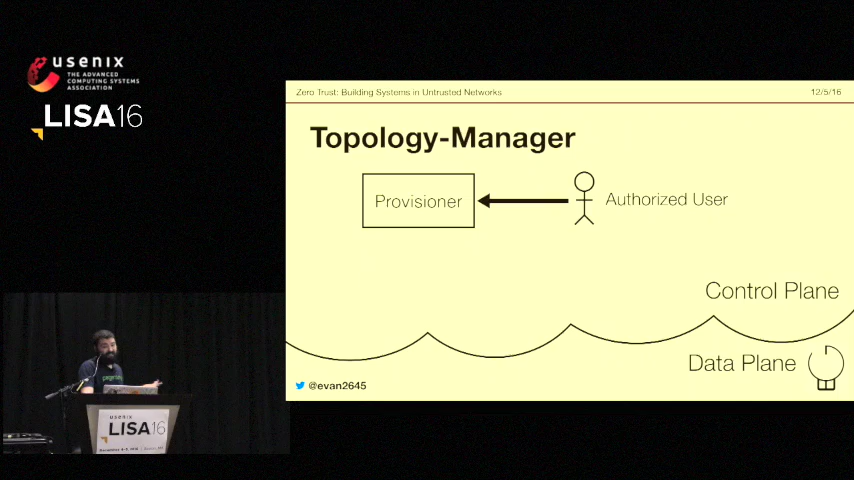 usenix
THE ADVANCED
COMPUTING SYSTEMS
ASSOCIATION
LISA16
Zero Trust: Building Systems in Untrusted Networks
12/5/16
Topology-Manager
Provisioner
Authorized User
Control Plane
Data Plane
@evan2645
usenix
LISA16